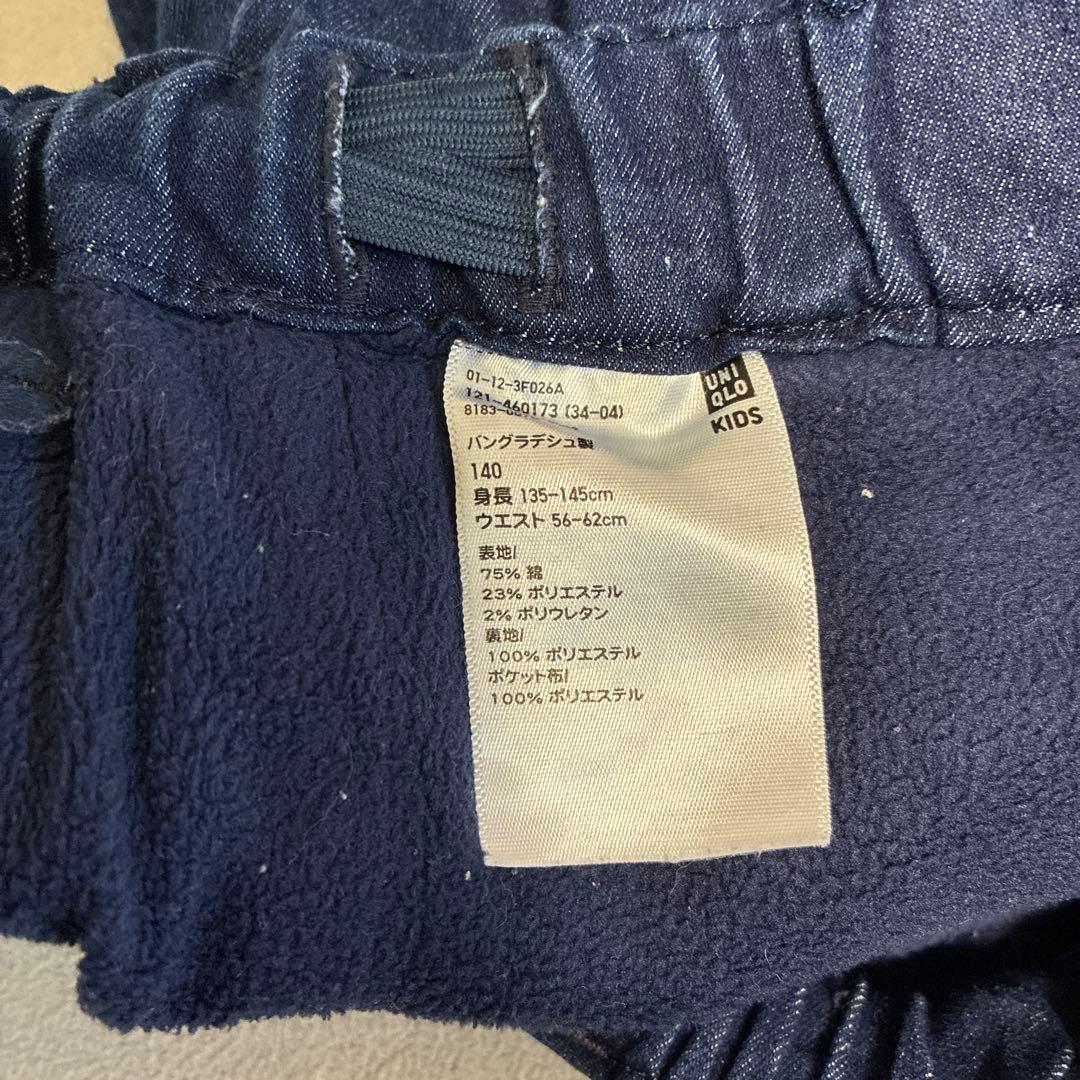 01-12-3F026A
121-460173 (34-04)
UNI
QLO
KIDS
バングラデシュ製
140
身長 135-145cm
ウエスト 56-62cm
表地/
75% 綿
23% ポリエステル
2% ポリウレタン
裏地/
100% ポリエステル
ポケット布/
100% ポリエステル